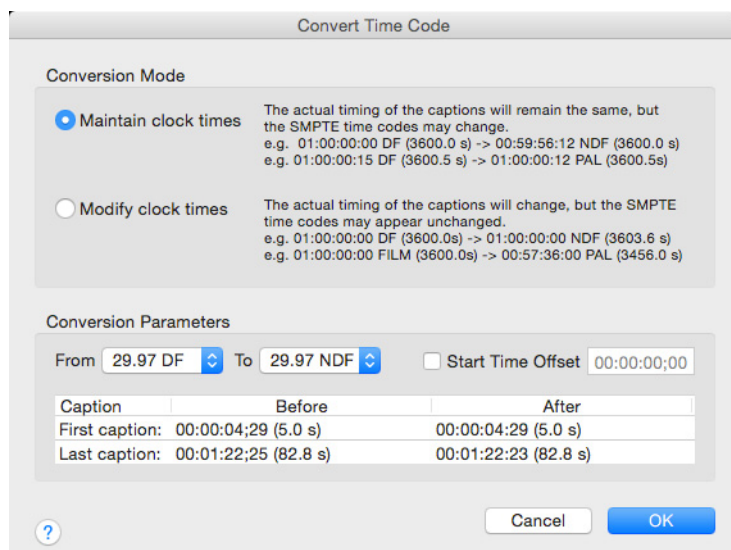 Convert Time Code
Conversion Mode
Maintain clock times
The actual timing of the captions will remain the same, but
the SMPTE time codes may change.
e.g. 01:00:00:00 DF (3600.0 s) -> 00:59:56:12 NDF (3600.0 s)
e.g. 01:00:00:15 DF (3600.5 s) -> 01:00:00:12 PAL (3600.5s)
Modify clock times
The actual timing of the captions will change, but the SMPTE
time codes may appear unchanged.
e.g. 01:00:00:00 DF (3600.0s) -> 01:00:00:00 NDF (3603.6 s)
e.g. 01:00:00:00 FILM (3600.0s) -> 00:57:36:00 PAL (3456.0 s)
Conversion Parameters
From 29.97 DF To 29.97 NDF Start Time Offset 00:00:00;00
Caption Before After
First caption: 00:00:04;29 (5.0 s) 00:00:04:29 (5.0 s)
Last caption: 00:01:22;25 (82.8 s) 00:01:22:23 (82.8 s)
? Cancel OK